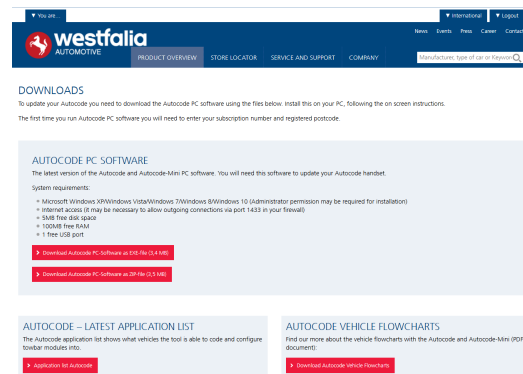 ▼ You are...
▼ International ▼ Logout
News Events Press Career Contact
westfalia
AUTOMOTIVE
PRODUCT OVERVIEW STORE LOCATOR SERVICE AND SUPPORT COMPANY
Manufacturer, type of car or Keyword
DOWNLOADS
To update your Autocode you need to download the Autocode PC software using the files below. Install this on your PC, following the on screen instructions.
The first time you run Autocode PC software you will need to enter your subscription number and registered postcode.
AUTOCODE PC SOFTWARE
The latest version of the Autocode and Autocode-Mini PC software. You will need this software to update your Autocode handset.
System requirements:
Microsoft Windows XP/Windows Vista/Windows 7/Windows 8/Windows 10 (Administrator permission may be required for installation)
Internet access (it may be necessary to allow outgoing connections via port 1433 in your firewall)
5MB free disk space
100MB free RAM
1 free USB port
Download Autocode PC-Software as EXE-file (3,4 MB)
Download Autocode PC-Software as ZIP-file (3,5 MB)
AUTOCODE – LATEST APPLICATION LIST
The Autocode application list shows what vehicles the tool is able to code and configure
towbar modules into.
Application list Autocode
AUTOCODE VEHICLE FLOWCHARTS
Find our more about the vehicle flowcharts with the Autocode and Autocode-Mini (PDF
document):
Download Autocode Vehicle Flowcharts